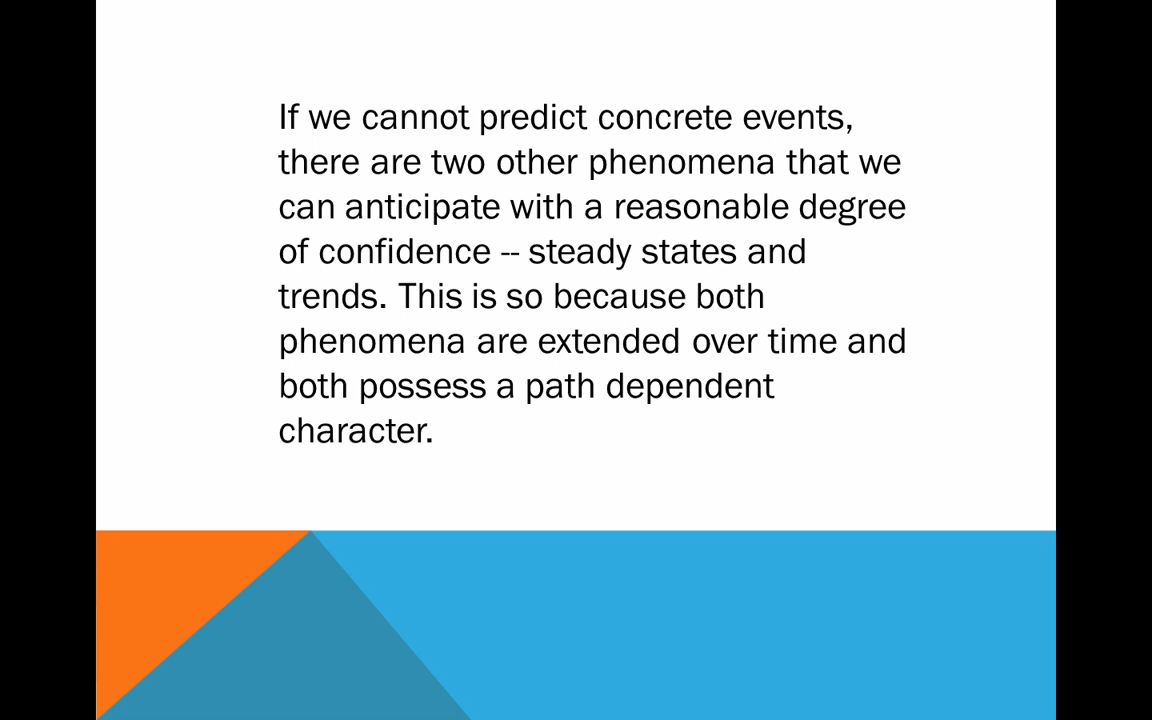 If we cannot predict concrete events,
there are two other phenomena that we
can anticipate with a reasonable degree
of confidence -- steady states and
trends. This is so because both
phenomena are extended over time and
both possess a path dependent
character.